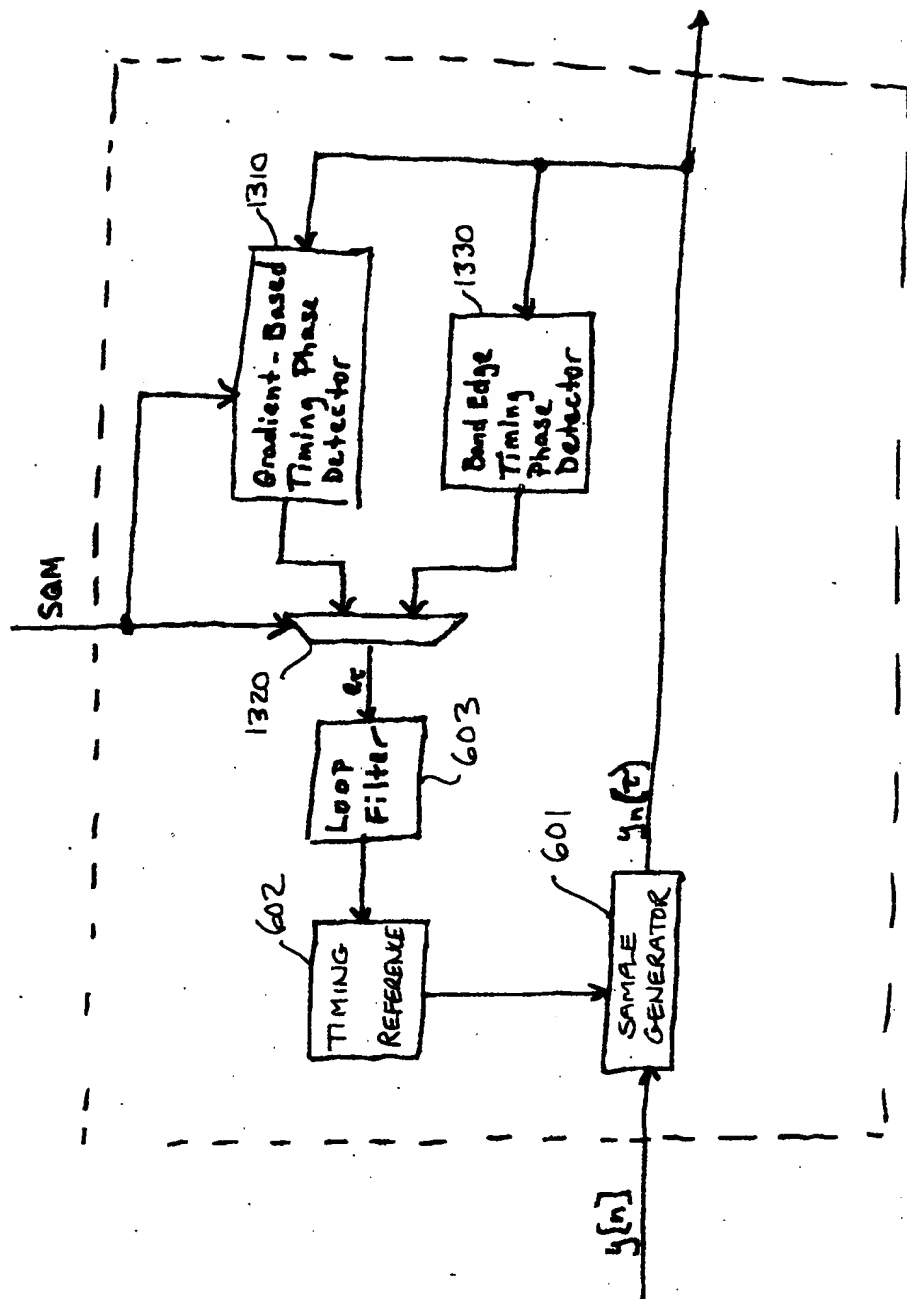 SQM
1310
Gradient-Based
Timing Phase
Detector
1330
Band Edge
Timing
Phase
Detector
1320
eτ
Loop
Filter
603
602
TIMING
REFERENCE
601
SAMPLE
GENERATOR
yn(τ)
y[n]